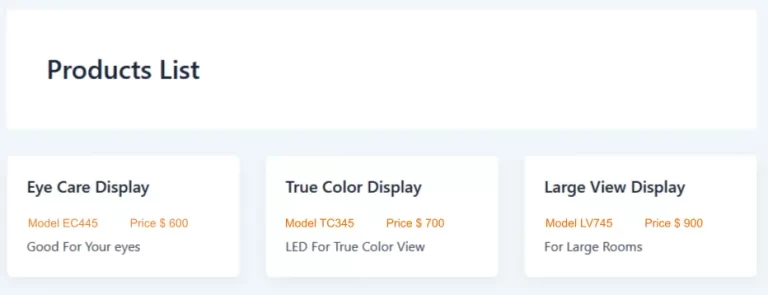 Products List
Eye Care Display
Model EC445 Price $ 600
Good For Your eyes
True Color Display
Model TC345 Price $ 700
LED For True Color View
Large View Display
Model LV745 Price $ 900
For Large Rooms